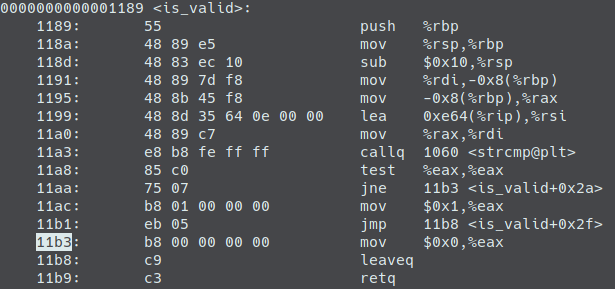 0000000000001189 <is_valid>:
1189: 55 push %rbp
118a: 48 89 e5 mov %rsp,%rbp
118d: 48 83 ec 10 sub $0x10,%rsp
1191: 48 89 7d f8 mov %rdi,-0x8(%rbp)
1195: 48 8b 45 f8 mov -0x8(%rbp),%rax
1199: 48 8d 35 64 0e 00 00 lea 0xe64(%rip),%rsi
11a0: 48 89 c7 mov %rax,%rdi
11a3: e8 b8 fe ff ff callq 1060 <strcmp@plt>
11a8: 85 c0 test %eax,%eax
11aa: 75 07 jne 11b3 <is_valid+0x2a>
11ac: b8 01 00 00 00 mov $0x1,%eax
11b1: eb 05 jmp 11b8 <is_valid+0x2f>
11b3: b8 00 00 00 00 mov $0x0,%eax
11b8: c9 leaveq
11b9: c3 retq